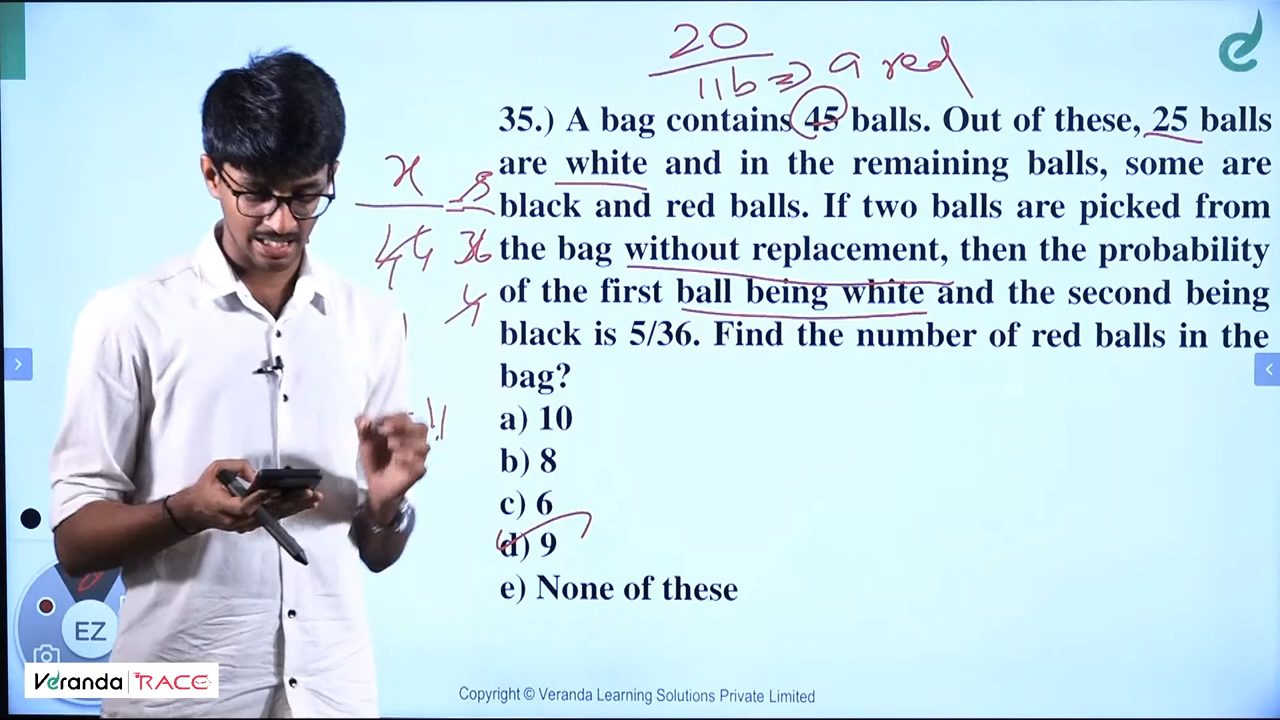 20
11b ⇒ 9 red
35.) A bag contains 45 balls. Out of these, 25 balls
are white and in the remaining balls, some are
black and red balls. If two balls are picked from
the bag without replacement, then the probability
of the first ball being white and the second being
black is 5/36. Find the number of red balls in the
bag?
a) 10
b) 8
c) 6
d) 9
e) None of these
x
44 36
4
11
EZ
Veranda RACE
Copyright © Veranda Learning Solutions Private Limited